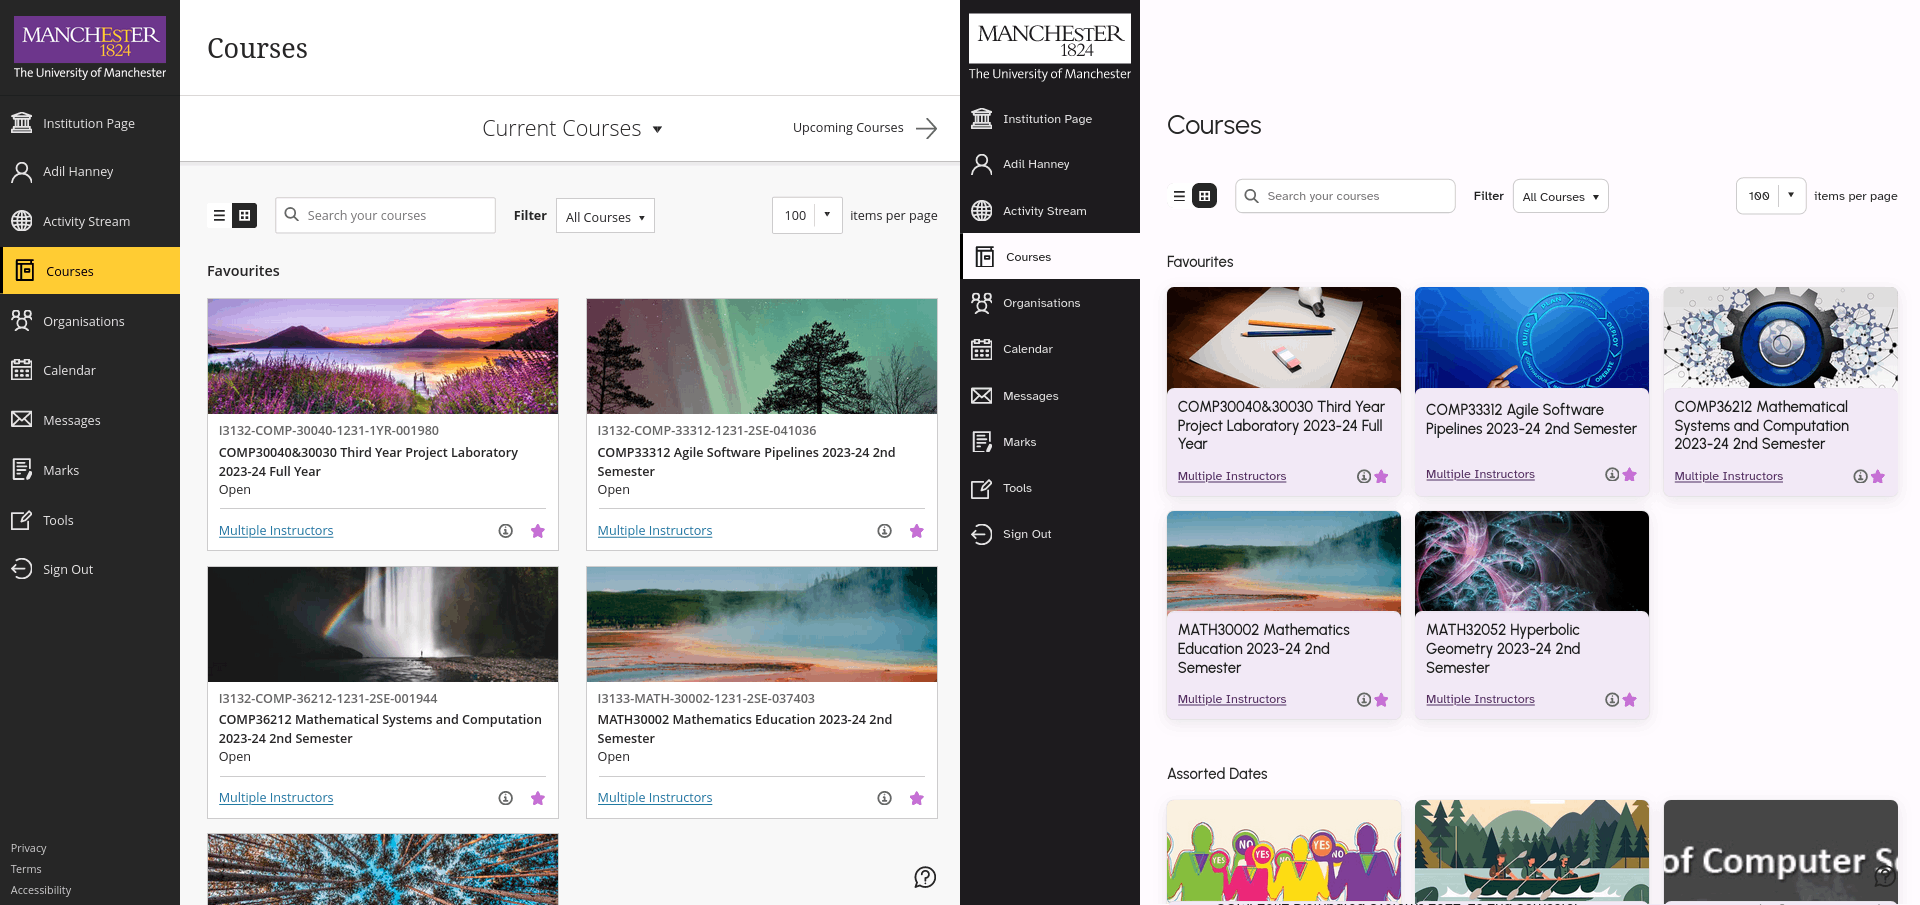 MANCHESTER
1824
The University of Manchester
Institution Page
Adil Hanney
Activity Stream
Courses
Organisations
Calendar
Messages
Marks
Tools
Sign Out
Privacy
Terms
Accessibility
Courses
Current Courses
Upcoming Courses
Search your courses
Filter
All Courses
100
items per page
Favourites
I3132-COMP-30040-1231-1YR-001980
COMP30040&30030 Third Year Project Laboratory
2023-24 Full Year
Open
Multiple Instructors
I3132-COMP-33312-1231-2SE-041036
COMP33312 Agile Software Pipelines 2023-24 2nd
Semester
Open
Multiple Instructors
I3132-COMP-36212-1231-2SE-001944
COMP36212 Mathematical Systems and Computation
2023-24 2nd Semester
Open
Multiple Instructors
I3133-MATH-30002-1231-2SE-037403
MATH30002 Mathematics Education 2023-24 2nd
Semester
Open
Multiple Instructors
MANCHESTER
1824
The University of Manchester
Institution Page
Adil Hanney
Activity Stream
Courses
Organisations
Calendar
Messages
Marks
Tools
Sign Out
Courses
Search your courses
Filter
All Courses
100
items per page
Favourites
COMP30040&30030 Third Year
Project Laboratory 2023-24 Full
Year
Multiple Instructors
PLAN
BUILD
DEPLOY
OPERATE
COMP33312 Agile Software
Pipelines 2023-24 2nd Semester
Multiple Instructors
COMP36212 Mathematical
Systems and Computation
2023-24 2nd Semester
Multiple Instructors
MATH30002 Mathematics
Education 2023-24 2nd
Semester
Multiple Instructors
MATH32052 Hyperbolic
Geometry 2023-24 2nd
Semester
Multiple Instructors
Assorted Dates
YES
NO
YES
YES
NO
of Computer Sc